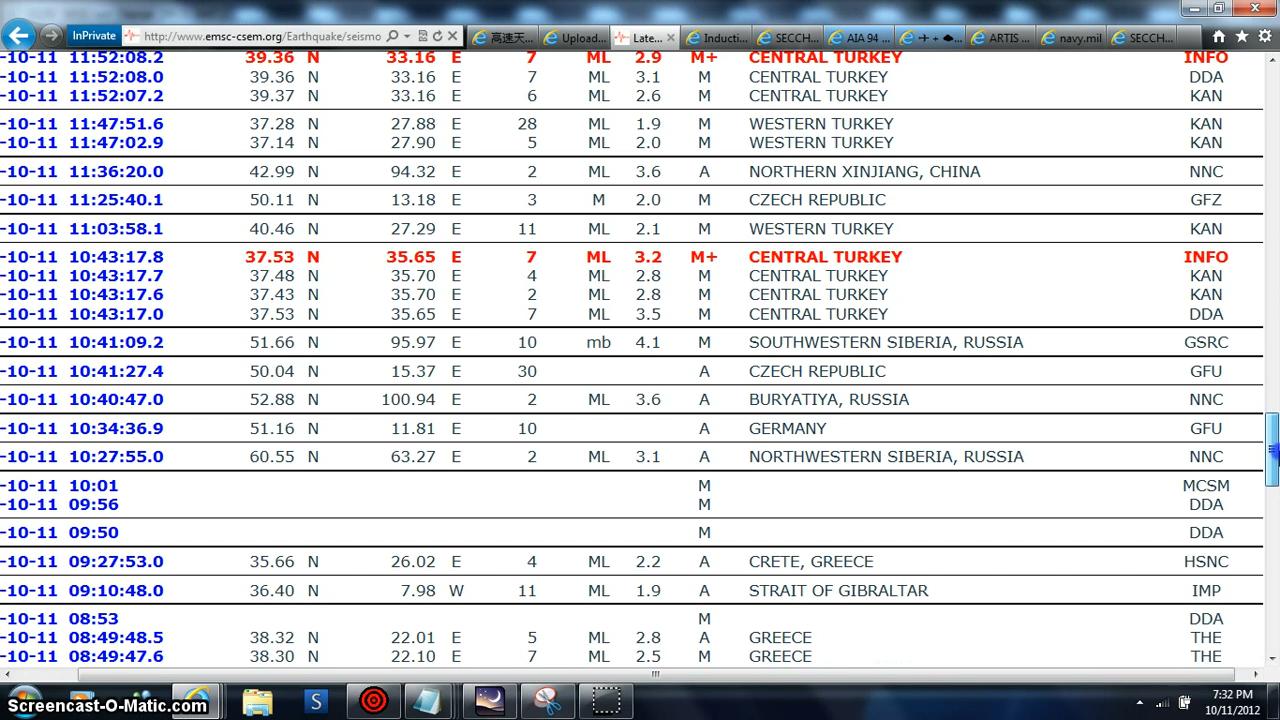 InPrivate http://www.emsc-csem.org/Earthquake/seismo 高速天... Upload... Late... Inducti... SECCH... AIA 94 ... ARTIS ... navy.mil SECCH...
-10-11 11:52:08.2 39.36 N 33.16 E 7 ML 2.9 M+ CENTRAL TURKEY INFO
-10-11 11:52:08.0 39.36 N 33.16 E 7 ML 3.1 M CENTRAL TURKEY DDA
-10-11 11:52:07.2 39.37 N 33.16 E 6 ML 2.6 M CENTRAL TURKEY KAN
-10-11 11:47:51.6 37.28 N 27.88 E 28 ML 1.9 M WESTERN TURKEY KAN
-10-11 11:47:02.9 37.14 N 27.90 E 5 ML 2.0 M WESTERN TURKEY KAN
-10-11 11:36:20.0 42.99 N 94.32 E 2 ML 3.6 A NORTHERN XINJIANG, CHINA NNC
-10-11 11:25:40.1 50.11 N 13.18 E 3 M 2.0 M CZECH REPUBLIC GFZ
-10-11 11:03:58.1 40.46 N 27.29 E 11 ML 2.1 M WESTERN TURKEY KAN
-10-11 10:43:17.8 37.53 N 35.65 E 7 ML 3.2 M+ CENTRAL TURKEY INFO
-10-11 10:43:17.7 37.48 N 35.70 E 4 ML 2.8 M CENTRAL TURKEY KAN
-10-11 10:43:17.6 37.43 N 35.70 E 2 ML 2.8 M CENTRAL TURKEY KAN
-10-11 10:43:17.0 37.53 N 35.65 E 7 ML 3.5 M CENTRAL TURKEY DDA
-10-11 10:41:09.2 51.66 N 95.97 E 10 mb 4.1 M SOUTHWESTERN SIBERIA, RUSSIA GSRC
-10-11 10:41:27.4 50.04 N 15.37 E 30 A CZECH REPUBLIC GFU
-10-11 10:40:47.0 52.88 N 100.94 E 2 ML 3.6 A BURYATIYA, RUSSIA NNC
-10-11 10:34:36.9 51.16 N 11.81 E 10 A GERMANY GFU
-10-11 10:27:55.0 60.55 N 63.27 E 2 ML 3.1 A NORTHWESTERN SIBERIA, RUSSIA NNC
-10-11 10:01 M MCSM
-10-11 09:56 M DDA
-10-11 09:50 M DDA
-10-11 09:27:53.0 35.66 N 26.02 E 4 ML 2.2 A CRETE, GREECE HSNC
-10-11 09:10:48.0 36.40 N 7.98 W 11 ML 1.9 A STRAIT OF GIBRALTAR IMP
-10-11 08:53 M DDA
-10-11 08:49:48.5 38.32 N 22.01 E 5 ML 2.8 A GREECE THE
-10-11 08:49:47.6 38.30 N 22.10 E 7 ML 2.5 M GREECE THE
7:32 PM
Screencast-O-Matic.com 10/11/2012